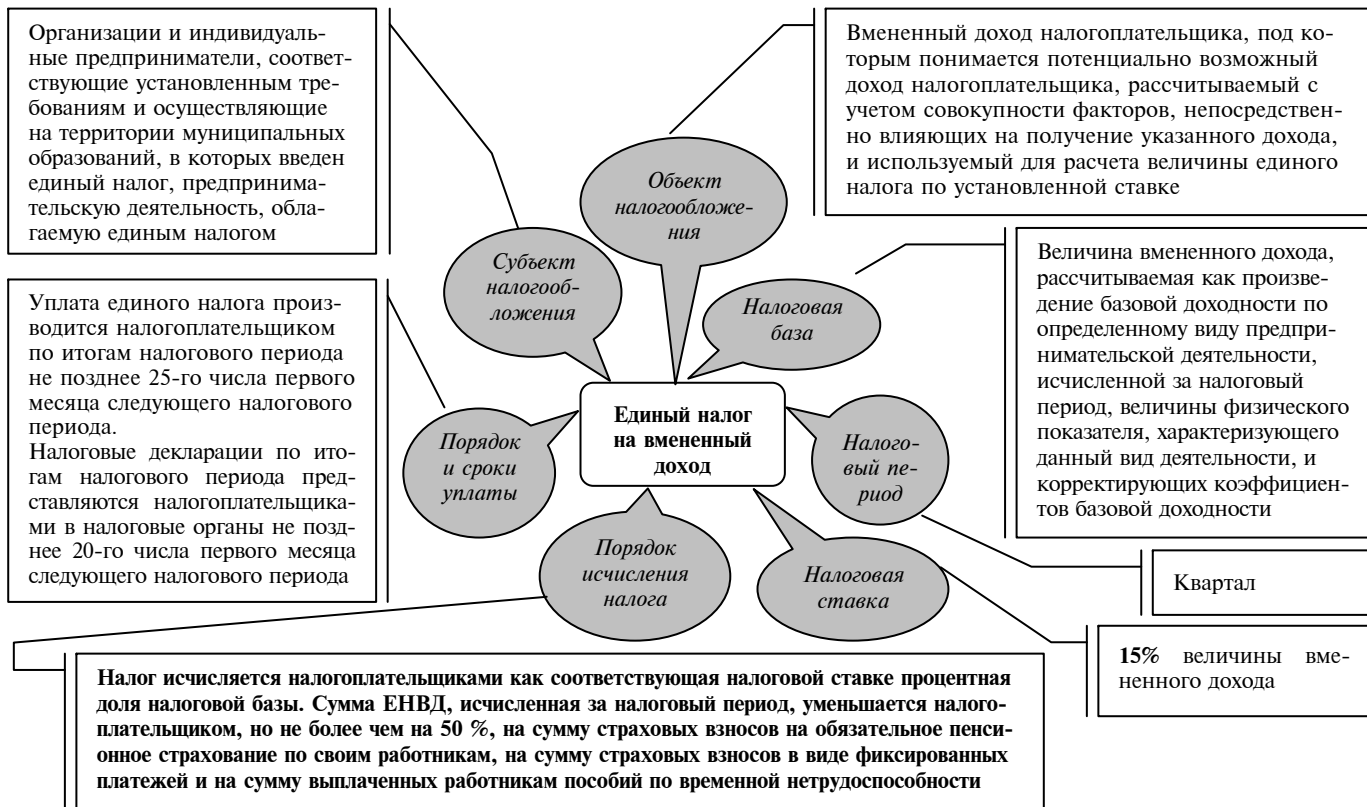 Организации и индивидуаль-
ные предприниматели, соответ-
ствующие установленным тре-
бованиям и осуществляющие
на территории муниципальных
образований, в которых введен
единый налог, предпринима-
тельскую деятельность, обла-
гаемую единым налогом
Вмененный доход налогоплательщика, под ко-
торым понимается потенциально возможный
доход налогоплательщика, рассчитываемый с
учетом совокупности факторов, непосредствен-
но влияющих на получение указанного дохода,
и используемый для расчета величины единого
налога по установленной ставке
Объект
налогообложе-
ния
Субъект
налогооб-
ложения
Налоговая
база
Величина вмененного дохода,
рассчитываемая как произве-
дение базовой доходности по
определенному виду предпри-
нимательской деятельности,
исчисленной за налоговый
период, величины физического
показателя, характеризующего
данный вид деятельности, и
корректирующих коэффициен-
тов базовой доходности
Уплата единого налога произ-
водится налогоплательщиком
по итогам налогового периода
не позднее 25-го числа первого
месяца следующего налогового
периода.
Налоговые декларации по ито-
гам налогового периода пред-
ставляются налогоплательщика-
ми в налоговые органы не позд-
нее 20-го числа первого месяца
следующего налогового периода
Единый налог
на вмененный
доход
Порядок
и сроки
уплаты
Налого-
вый пе-
риод
Порядок
исчисления
налога
Налоговая
ставка
Квартал
15% величины вме-
ненного дохода
Налог исчисляется налогоплательщиками как соответствующая налоговой ставке процентная
доля налоговой базы. Сумма ЕНВД, исчисленная за налоговый период, уменьшается налого-
плательщиком, но не более чем на 50 %, на сумму страховых взносов на обязательное пенси-
онное страхование по своим работникам, на сумму страховых взносов в виде фиксированных
платежей и на сумму выплаченных работникам пособий по временной нетрудоспособности